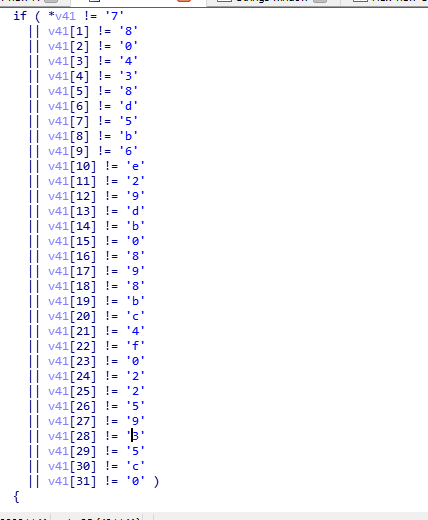 if ( *v41 != '7'
|| v41[1] != '8'
|| v41[2] != '0'
|| v41[3] != '4'
|| v41[4] != '3'
|| v41[5] != '8'
|| v41[6] != 'd'
|| v41[7] != '5'
|| v41[8] != 'b'
|| v41[9] != '6'
|| v41[10] != 'e'
|| v41[11] != '2'
|| v41[12] != '9'
|| v41[13] != 'd'
|| v41[14] != 'b'
|| v41[15] != '0'
|| v41[16] != '8'
|| v41[17] != '9'
|| v41[18] != '8'
|| v41[19] != 'b'
|| v41[20] != 'c'
|| v41[21] != '4'
|| v41[22] != 'f'
|| v41[23] != '0'
|| v41[24] != '2'
|| v41[25] != '2'
|| v41[26] != '5'
|| v41[27] != '9'
|| v41[28] != '3'
|| v41[29] != '5'
|| v41[30] != 'c'
|| v41[31] != '0' )
{